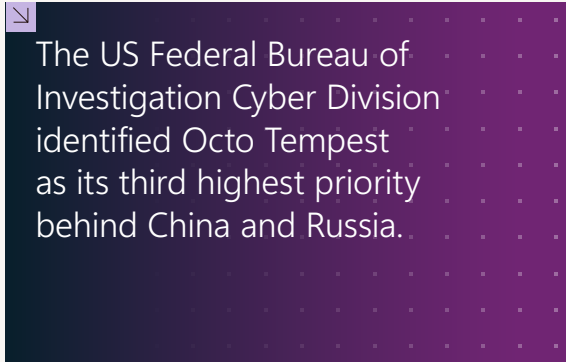 The US Federal Bureau of
Investigation Cyber Division
identified Octo Tempest
as its third highest priority
behind China and Russia.